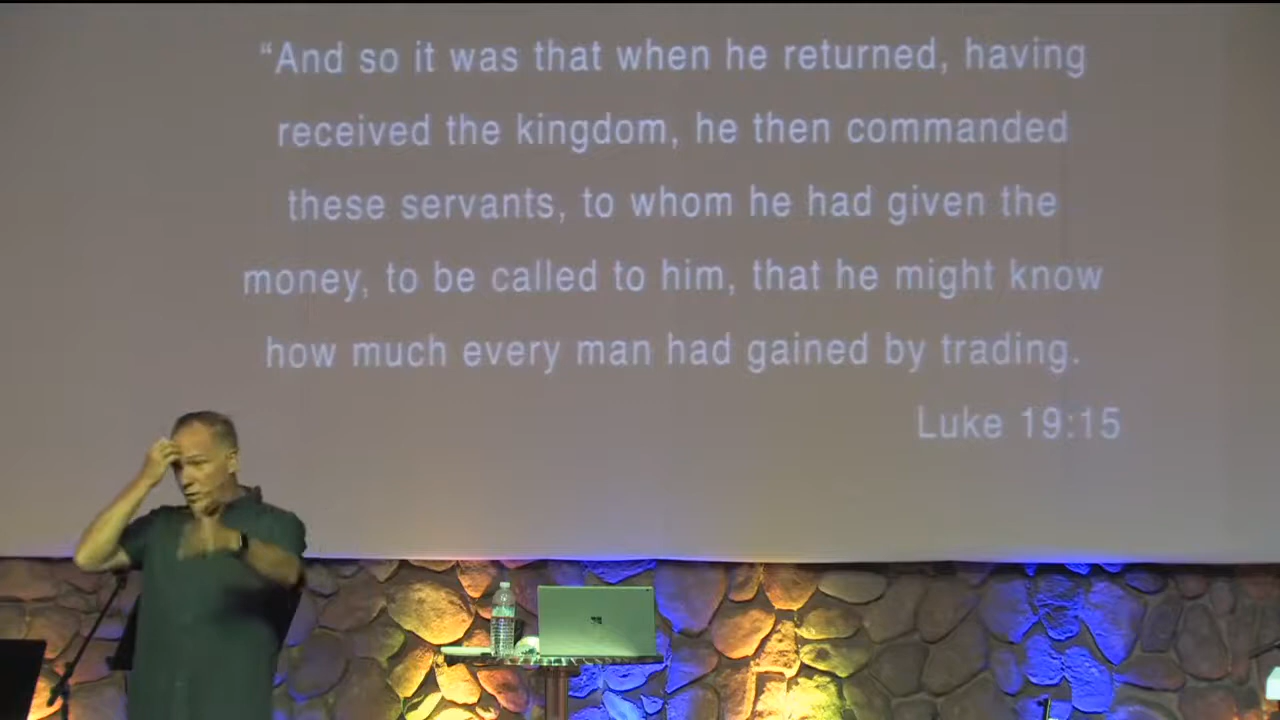 “And so it was that when he returned, having
received the kingdom, he then commanded
these servants, to whom he had given the
money, to be called to him, that he might know
how much every man had gained by trading.
Luke 19:15